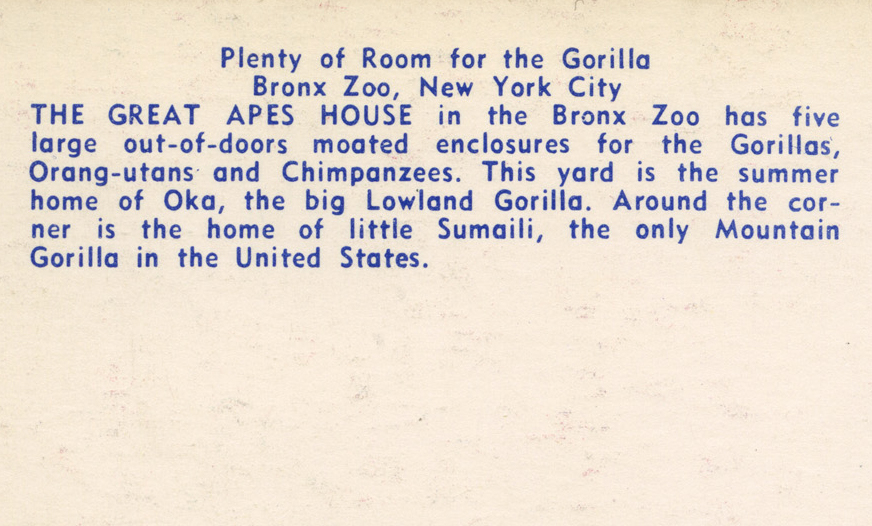 Plenty of Room for the Gorilla
Bronx Zoo, New York City
THE GREAT APES HOUSE in the Bronx Zoo has five
large out-of-doors moated enclosures for the Gorillas,
Orang-utans and Chimpanzees. This yard is the summer
home of Oka, the big Lowland Gorilla. Around the cor-
ner is the home of little Sumaili, the only Mountain
Gorilla in the United States.